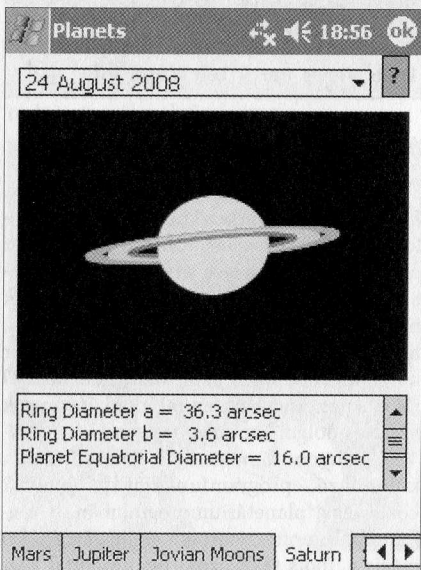 Planets 18:56 ok
24 August 2008 ?
Ring Diameter a = 36.3 arcsec
Ring Diameter b = 3.6 arcsec
Planet Equatorial Diameter = 16.0 arcsec
Mars Jupiter Jovian Moons Saturn